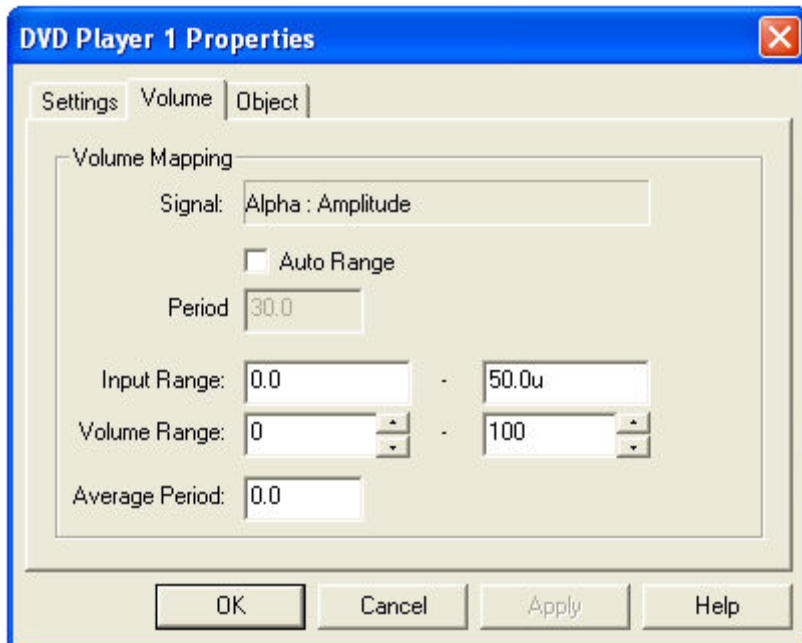 DVD Player 1 Properties
Settings Volume Object
Volume Mapping
Signal: Alpha : Amplitude
Auto Range
Period 30.0
Input Range: 0.0 - 50.0u
Volume Range: 0 - 100
Average Period: 0.0
OK Cancel Apply Help